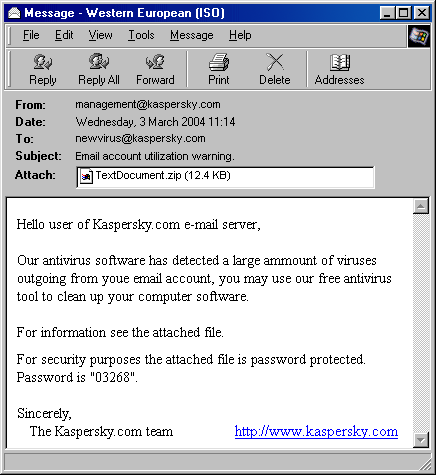 Message - Western European (ISO)
File Edit View Tools Message Help
Reply Reply All Forward Print Delete Addresses
From: management@kaspersky.com
Date: Wednesday, 3 March 2004 11:14
To: newvirus@kaspersky.com
Subject: Email account utilization warning.
Attach: TextDocument.zip (12.4 KB)
Hello user of Kaspersky.com e-mail server,
Our antivirus software has detected a large ammount of viruses
outgoing from youe email account, you may use our free antivirus
tool to clean up your computer software.
For information see the attached file.
For security purposes the attached file is password protected.
Password is "03268".
Sincerely,
The Kaspersky.com team http://www.kaspersky.com